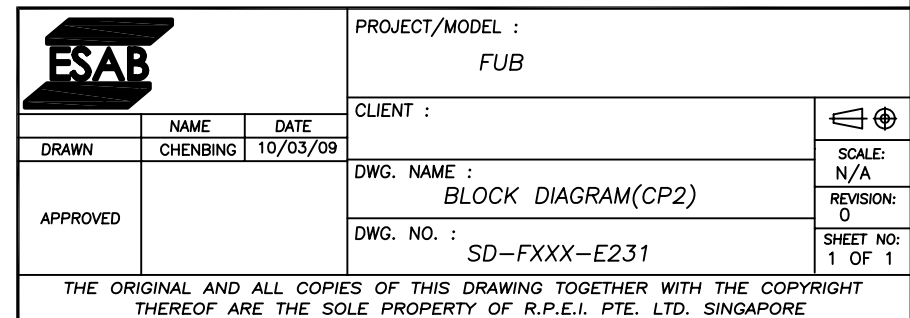 ESAB
PROJECT/MODEL :
FUB
CLIENT :
NAME DATE
DRAWN CHENBING 10/03/09
APPROVED
DWG. NAME :
BLOCK DIAGRAM(CP2)
DWG. NO. :
SD-FXXX-E231
SCALE:
N/A
REVISION:
0
SHEET NO:
1 OF 1
THE ORIGINAL AND ALL COPIES OF THIS DRAWING TOGETHER WITH THE COPYRIGHT
THEREOF ARE THE SOLE PROPERTY OF R.P.E.I. PTE. LTD. SINGAPORE